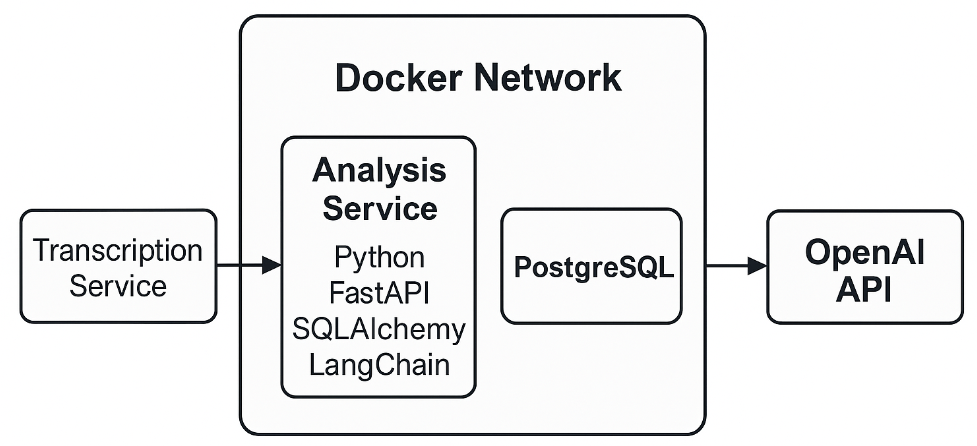 Docker Network
Transcription
Service
Analysis
Service
Python
FastAPI
SQLAlchemy
LangChain
PostgreSQL
OpenAI
API